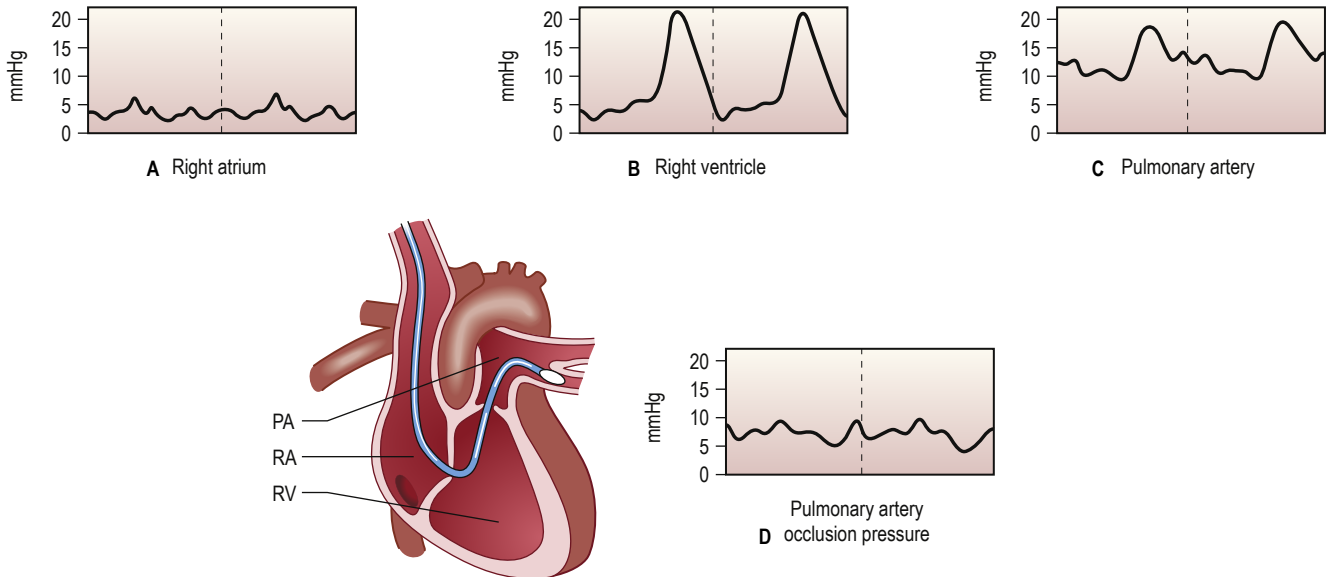 20
15
10
5
0
mmHg
A Right atrium
20
15
10
5
0
mmHg
B Right ventricle
20
15
10
5
0
mmHg
C Pulmonary artery
PA
RA
RV
20
15
10
5
0
mmHg
Pulmonary artery
D occlusion pressure